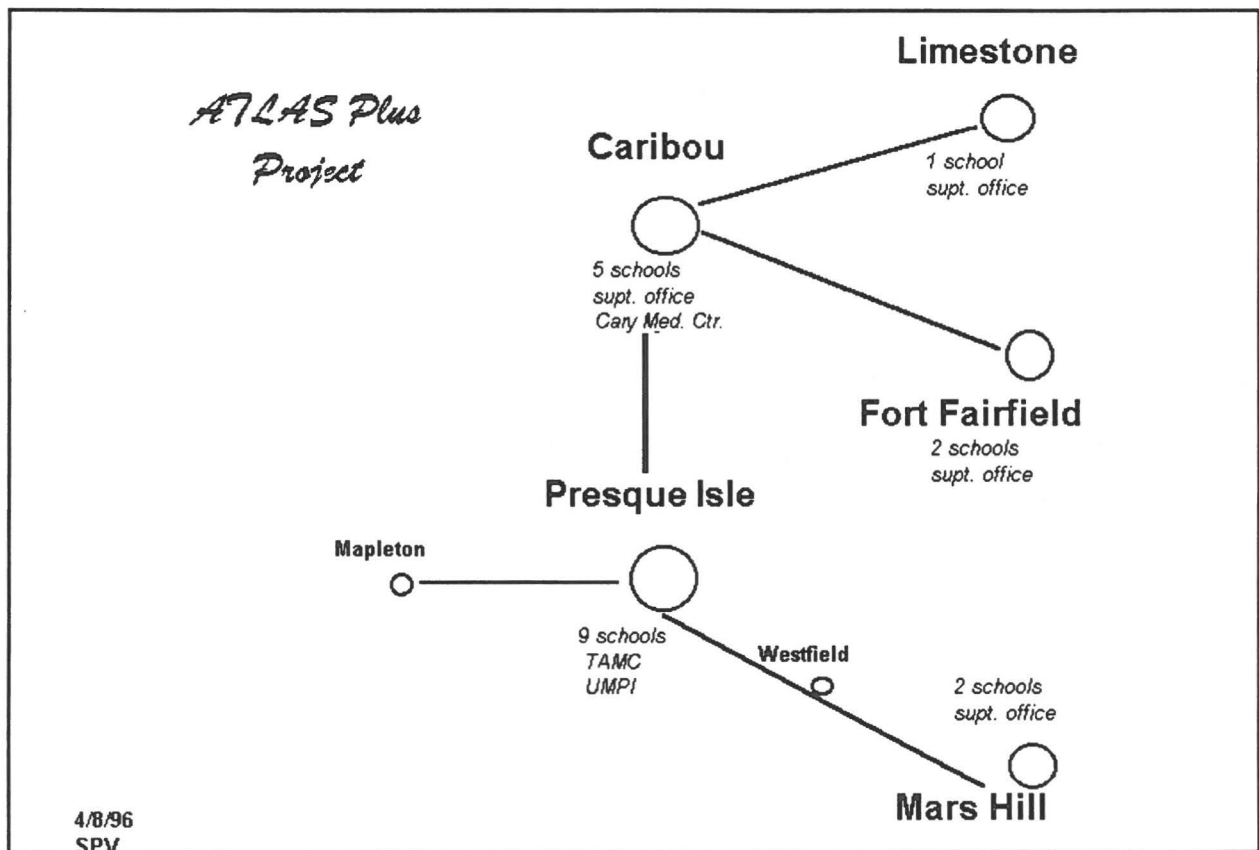 ATLAS Plus
Project
Limestone
1 school
supt. office
Caribou
5 schools
supt. office
Cary Med. Ctr.
Fort Fairfield
2 schools
supt. office
Presque Isle
Mapleton
9 schools
TAMC
UMPI
Westfield
2 schools
supt. office
Mars Hill
4/8/96
SPV